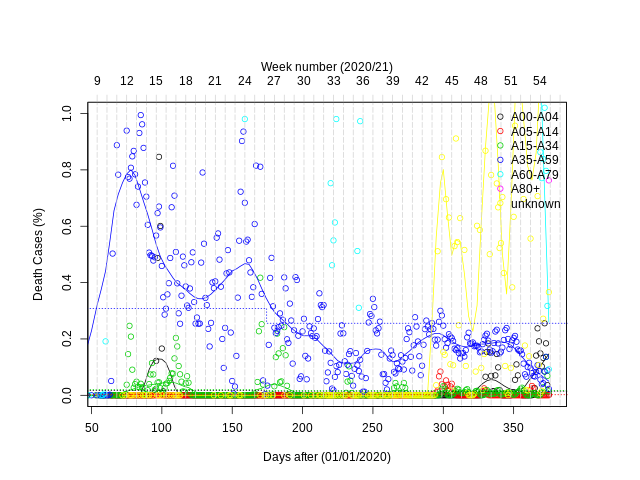 Week number (2020/21)
9 12 15 18 21 24 27 30 33 36 39 42 45 48 51 54
Death Cases (%)
1.0
0.8
0.6
0.4
0.2
0.0
A00-A04
A05-A14
A15-A34
A35-A59
A60-A79
A80+
unknown
50 100 150 200 250 300 350
Days after (01/01/2020)